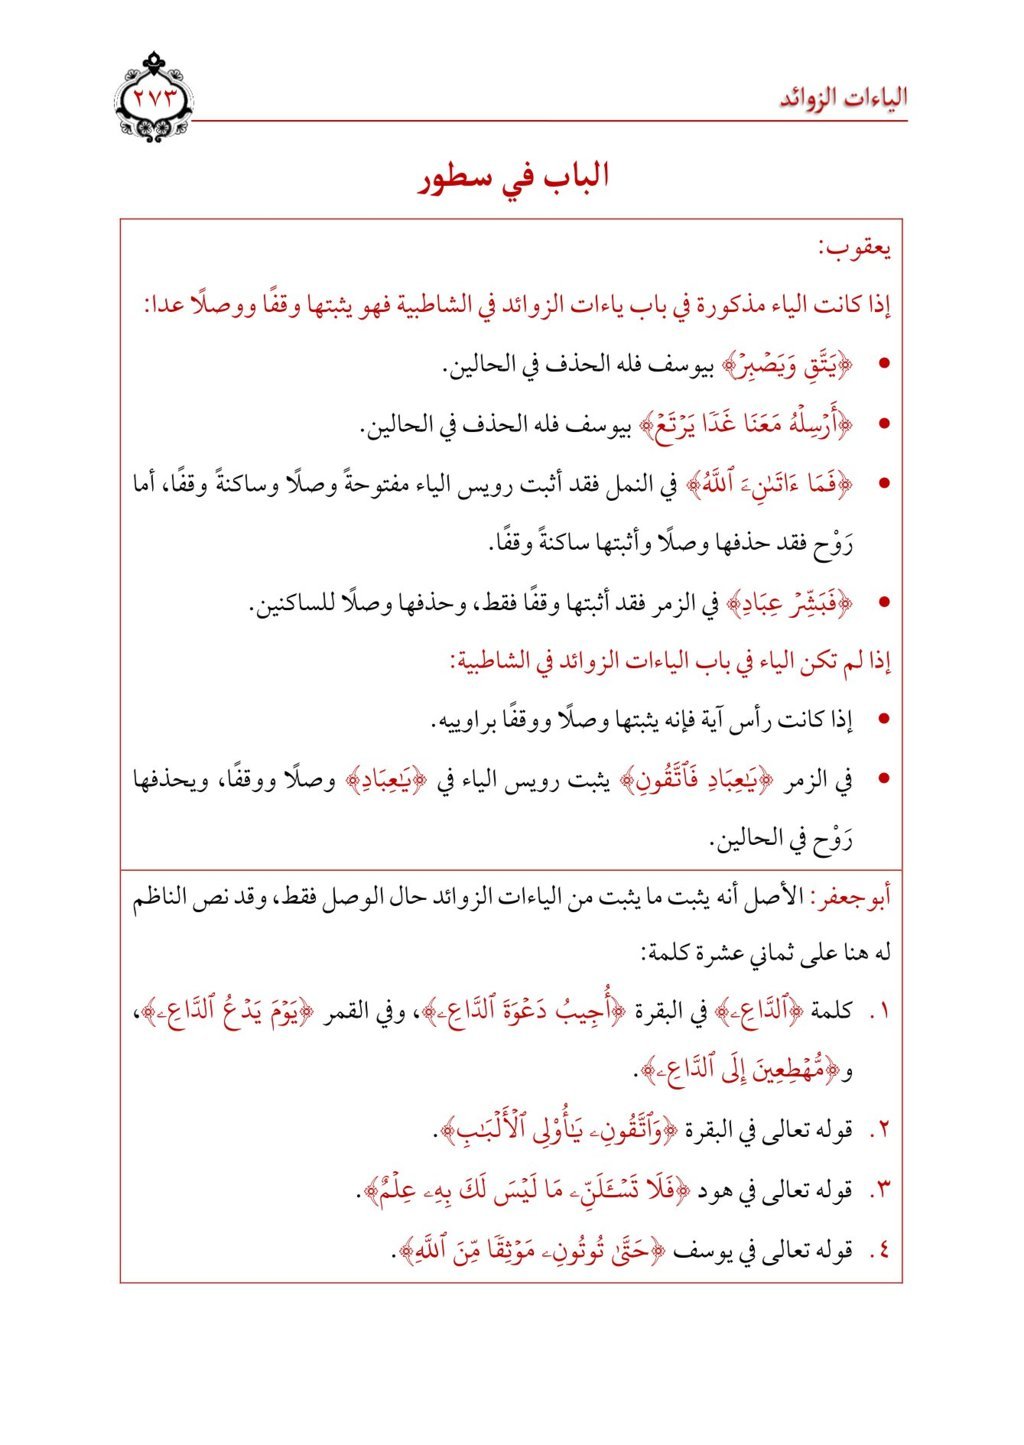 الياءات الزوائد
٢٧٣
الباب في سطور
يعقوب:
إذا كانت الياء مذكورة في باب ياءات الزوائد في الشاطبية فهو يثبتها وقفًا ووصلًا عدا:
• ﴿يَتَّقِ وَيَصۡبِرۡ﴾ بيوسف فله الحذف في الحالين.
• ﴿أَرۡسِلۡهُ مَعَنَا غَدٗا يَرۡتَعۡ﴾ بيوسف فله الحذف في الحالين.
• ﴿فَمَا ءَاتَىٰنِۦَ ٱللَّهُ﴾ في النمل فقد أثبت رويس الياء مفتوحةً وصلًا وساكنةً وقفًا، أما
رَوْح فقد حذفها وصلًا وأثبتها ساكنةً وقفًا.
• ﴿فَبَشِّرۡ عِبَادِ﴾ في الزمر فقد أثبتها وقفًا فقط، وحذفها وصلًا للساكنين.
إذا لم تكن الياء في باب الياءات الزوائد في الشاطبية:
• إذا كانت رأس آية فإنه يثبتها وصلًا ووقفًا براوييه.
• في الزمر ﴿يَٰعِبَادِ فَٱتَّقُونِ﴾ يثبت رويس الياء في ﴿يَٰعِبَادِ﴾ وصلًا ووقفًا، ويحذفها
رَوْح في الحالين.
أبوجعفر: الأصل أنه يثبت ما يثبت من الياءات الزوائد حال الوصل فقط، وقد نص الناظم
له هنا على ثماني عشرة كلمة:
١. كلمة ﴿ٱلدَّاعِۦ﴾ في البقرة ﴿أُجِيبُ دَعۡوَةَ ٱلدَّاعِۦ﴾، وفي القمر ﴿يَوۡمَ يَدۡعُ ٱلدَّاعِۦ﴾،
و﴿مُّهۡطِعِينَ إِلَى ٱلدَّاعِۦ﴾.
٢. قوله تعالى في البقرة ﴿وَٱتَّقُونِۦ يَٰأُوْلِي ٱلۡأَلۡبَٰبِ﴾.
٣. قوله تعالى في هود ﴿فَلَا تَسۡـَٔلَنِّۦ مَا لَيۡسَ لَكَ بِهِۦ عِلۡمٌ﴾.
٤. قوله تعالى في يوسف ﴿حَتَّىٰ تُوتُونِۦ مَوۡثِقٗا مِّنَ ٱللَّهِ﴾.